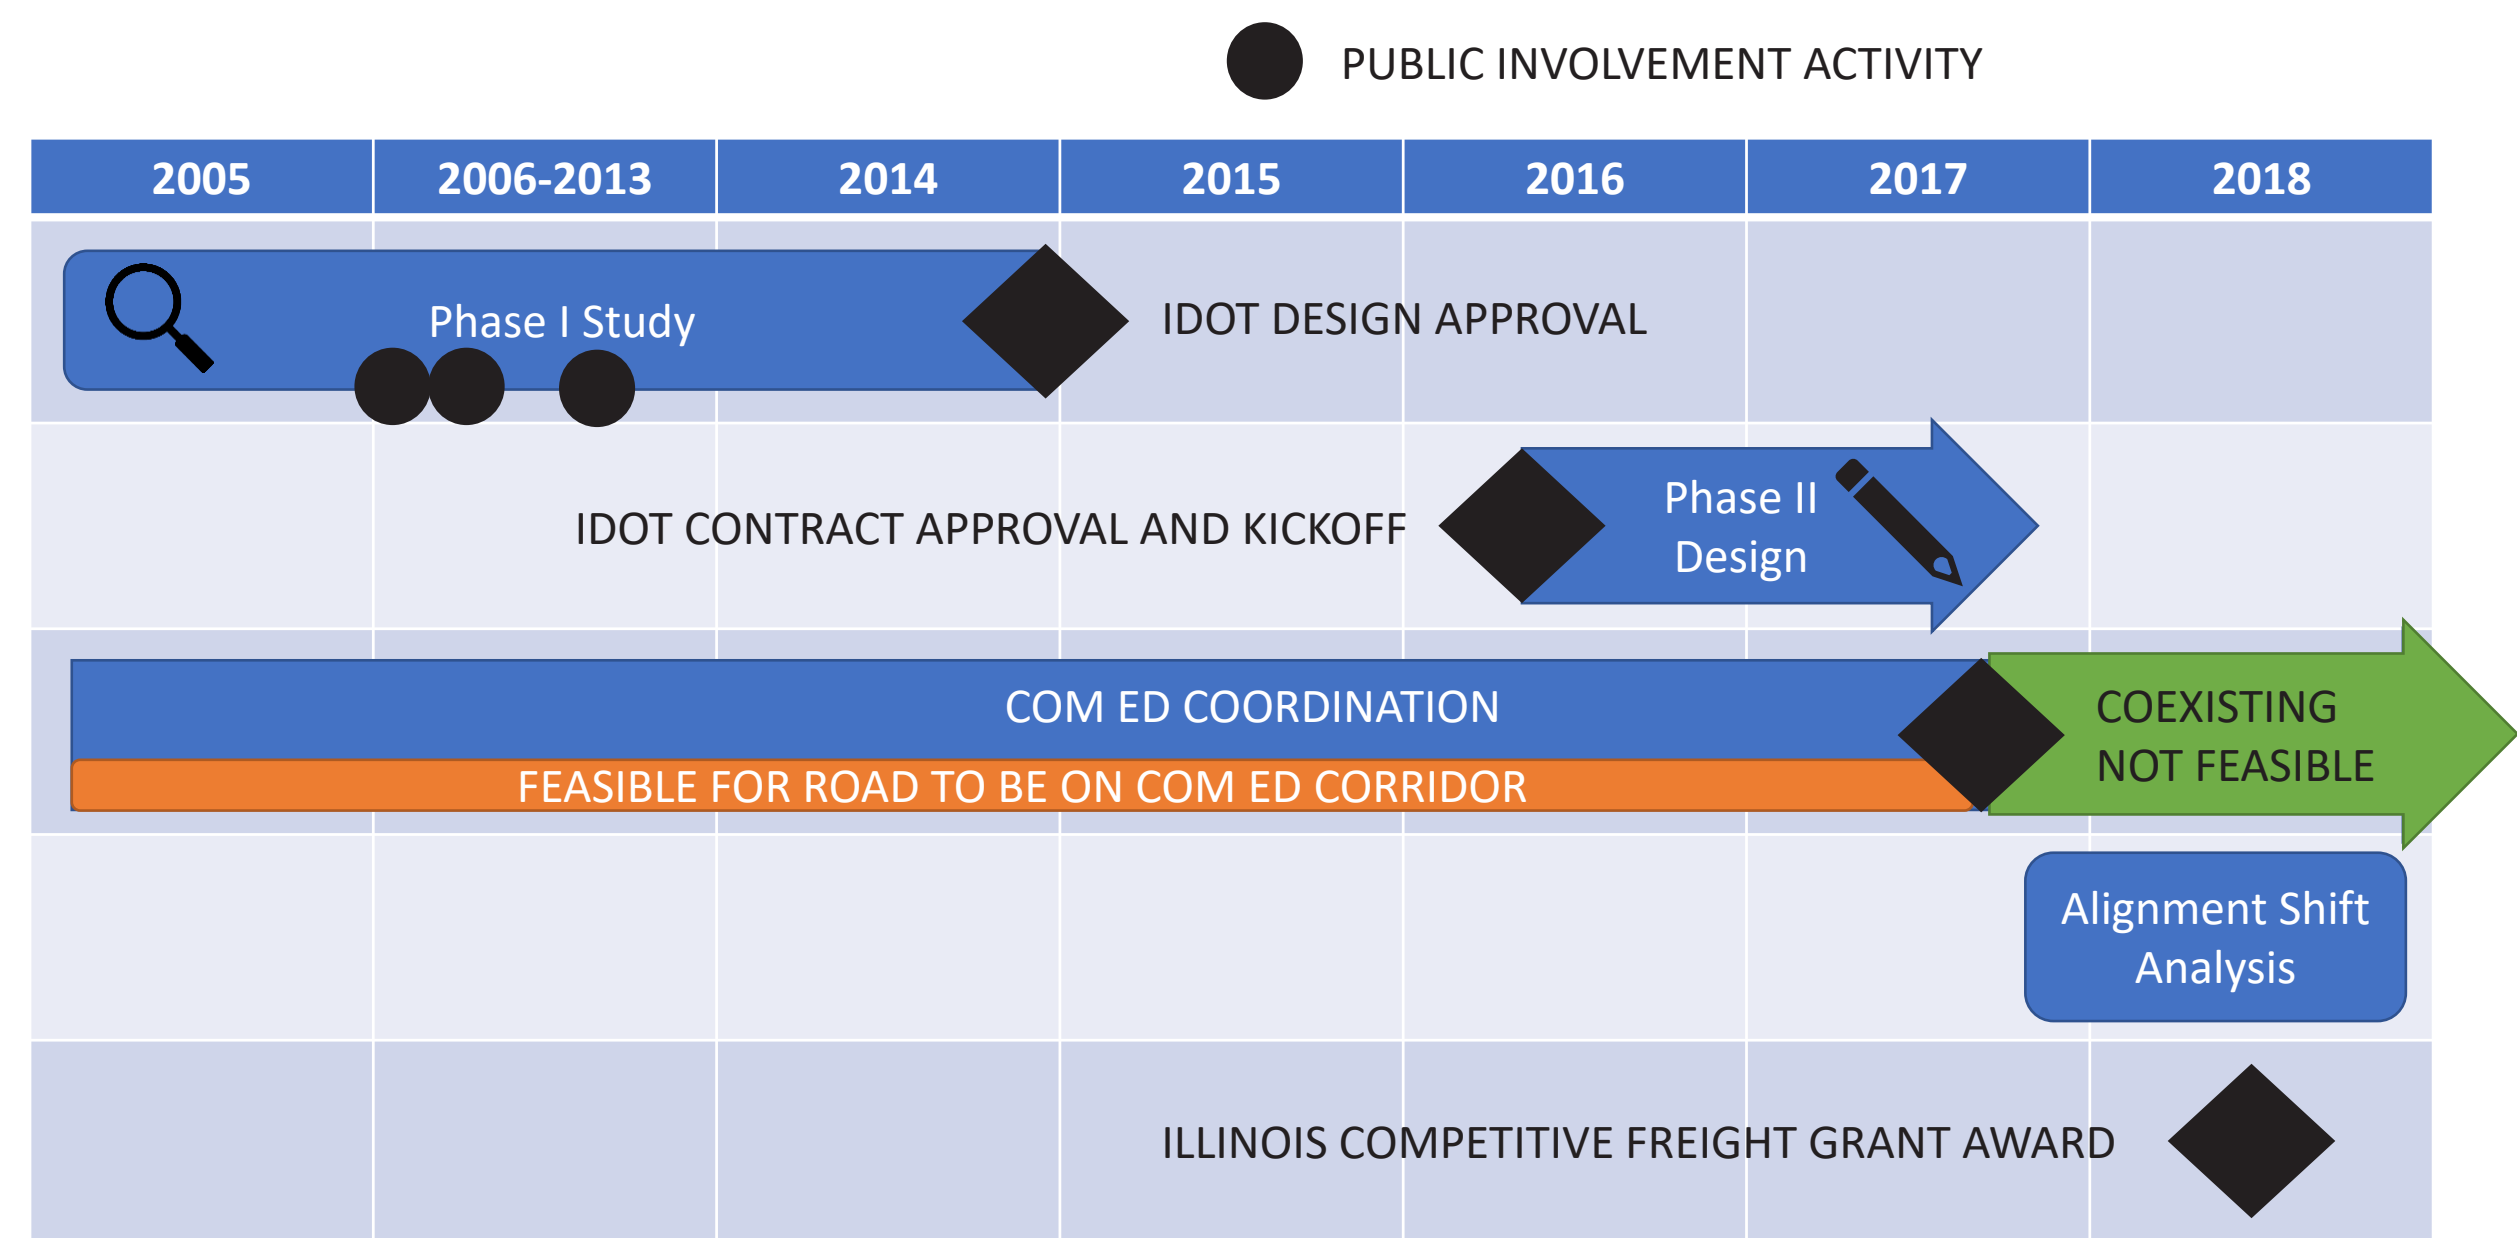 PUBLIC INVOLVEMENT ACTIVITY
2005 2006-2013 2014 2015 2016 2017 2018
Phase I Study
IDOT DESIGN APPROVAL
IDOT CONTRACT APPROVAL AND KICKOFF
Phase II
Design
COM ED COORDINATION
FEASIBLE FOR ROAD TO BE ON COM ED CORRIDOR
COEXISTING
NOT FEASIBLE
Alignment Shift
Analysis
ILLINOIS COMPETITIVE FREIGHT GRANT AWARD